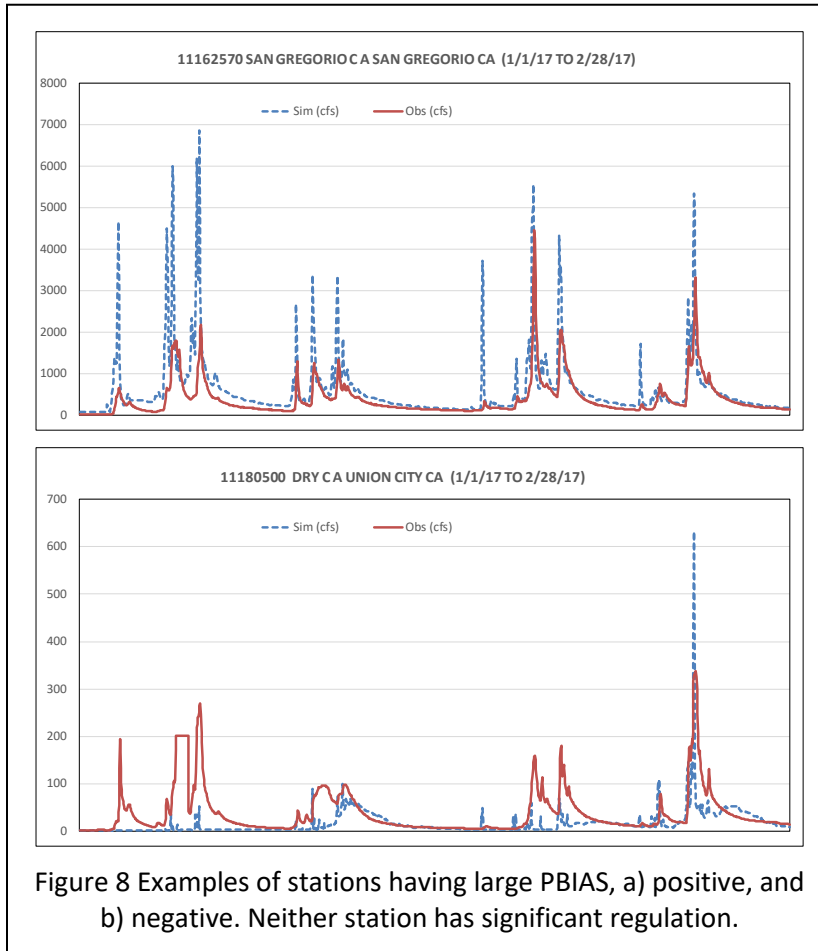 11162570 SAN GREGORIO C A SAN GREGORIO CA (1/1/17 TO 2/28/17)
8000
Sim (cfs) Obs (cfs)
7000
6000
5000
4000
3000
2000
1000
0
11180500 DRY C A UNION CITY CA (1/1/17 TO 2/28/17)
700
Sim (cfs) Obs (cfs)
600
500
400
300
200
100
0
Figure 8 Examples of stations having large PBIAS, a) positive, and
b) negative. Neither station has significant regulation.